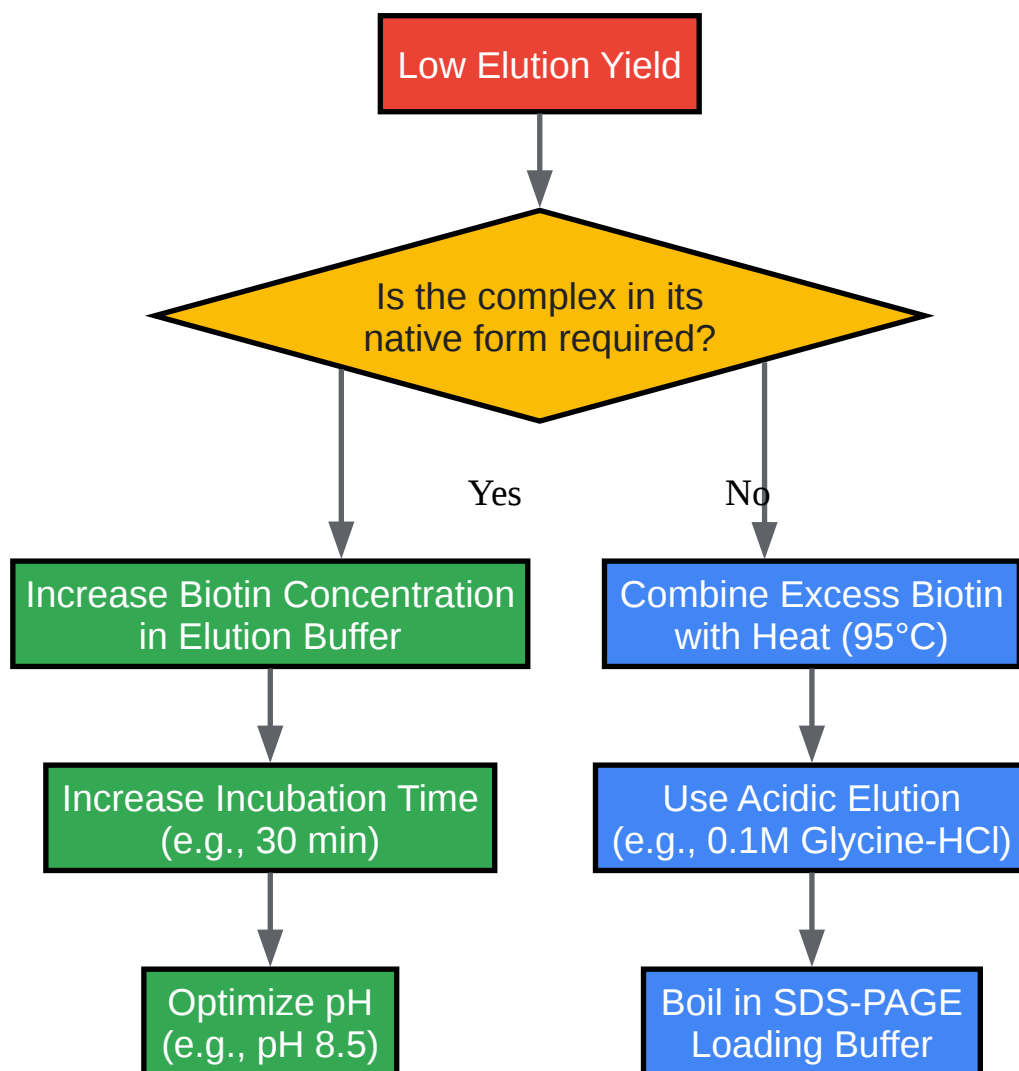 Low Elution Yield
Is the complex in its
native form required?
Yes
No
Increase Biotin Concentration
in Elution Buffer
Combine Excess Biotin
with Heat (95°C)
Increase Incubation Time
(e.g., 30 min)
Use Acidic Elution
(e.g., 0.1M Glycine-HCl)
Optimize pH
(e.g., pH 8.5)
Boil in SDS-PAGE
Loading Buffer